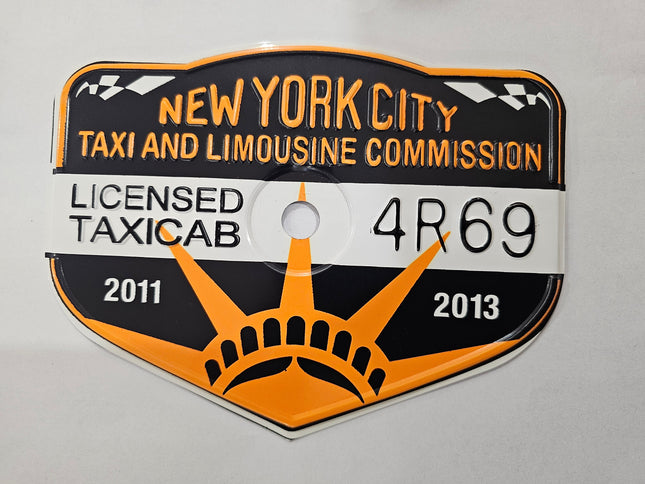 NEW YORK CITY
TAXI AND LIMOUSINE COMMISSION
LICENSED
TAXICAB
4R69
2011
2013